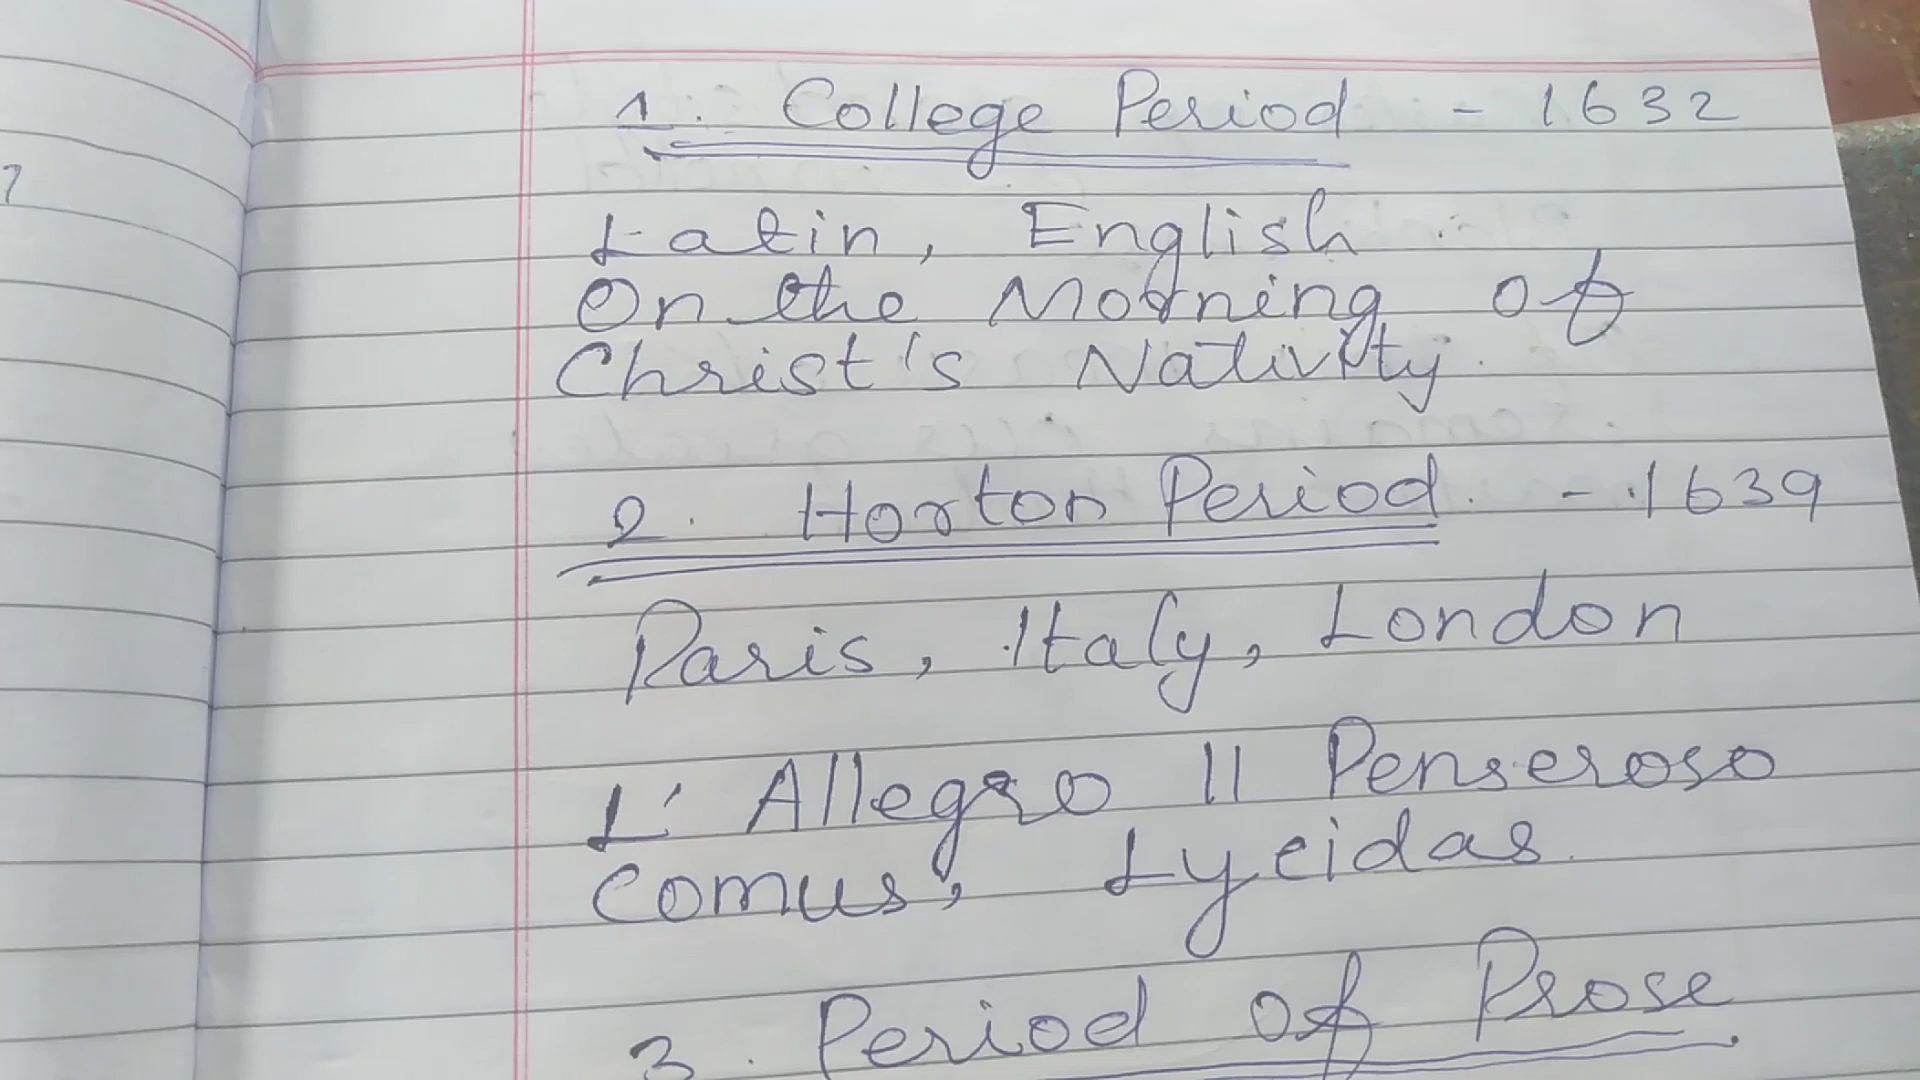 1. College Period - 1632
Latin, English
On the Morning of
Christ's Nativity.
2. Horton Period. - 1639
Paris, Italy, London
L' Allegro Il Penseroso
Comus, Lycidas.
3. Period of Prose